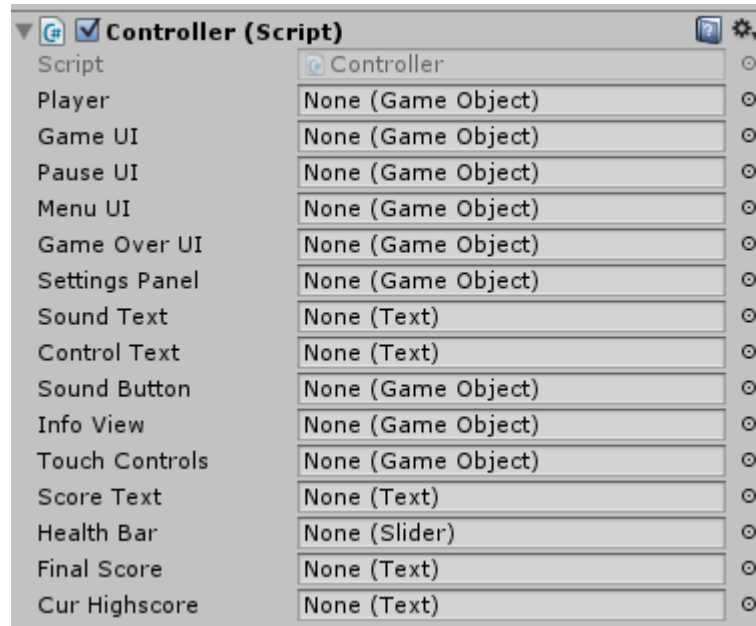 Controller (Script)
Script Controller
Player None (Game Object)
Game UI None (Game Object)
Pause UI None (Game Object)
Menu UI None (Game Object)
Game Over UI None (Game Object)
Settings Panel None (Game Object)
Sound Text None (Text)
Control Text None (Text)
Sound Button None (Game Object)
Info View None (Game Object)
Touch Controls None (Game Object)
Score Text None (Text)
Health Bar None (Slider)
Final Score None (Text)
Cur Highscore None (Text)